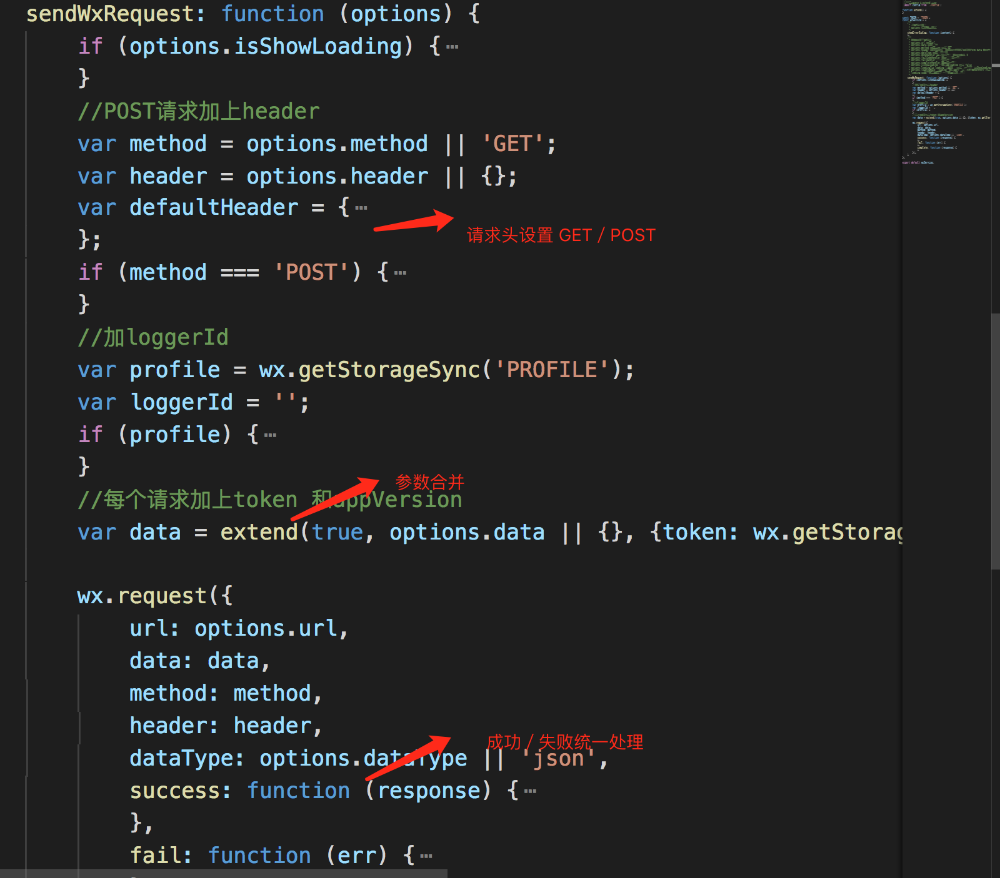 sendWxRequest: function (options) {
if (options.isShowLoading) {…
}
//POST请求加上header
var method = options.method || 'GET';
var header = options.header || {};
var defaultHeader = {…
};
请求头设置 GET / POST
if (method === 'POST') {…
}
//加loggerId
var profile = wx.getStorageSync('PROFILE');
var loggerId = '';
if (profile) {…
}
参数合并
//每个请求加上token 和appVersion
var data = extend(true, options.data || {}, {token: wx.getStorag
wx.request({
url: options.url,
data: data,
method: method,
header: header,
成功 / 失败统一处理
dataType: options.dataType || 'json',
success: function (response) {…
},
fail: function (err) {…